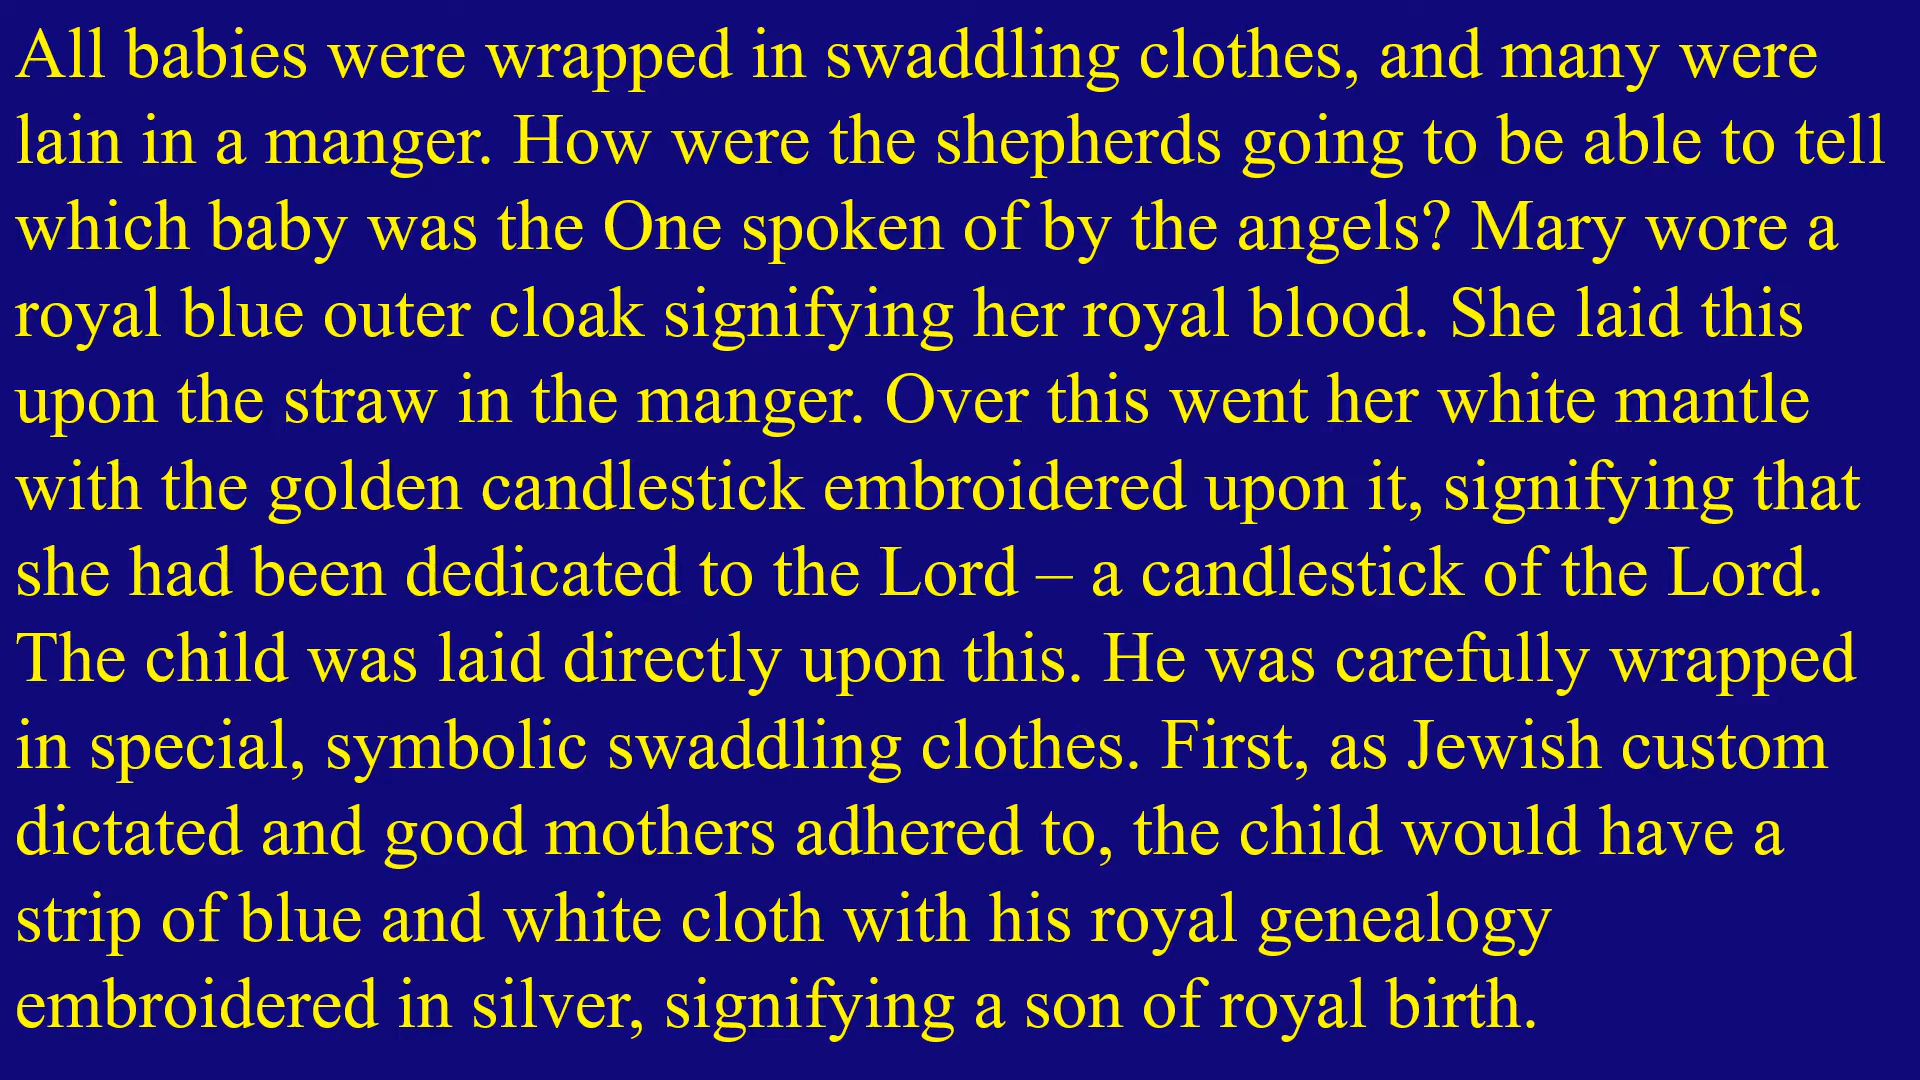 All babies were wrapped in swaddling clothes, and many were
lain in a manger. How were the shepherds going to be able to tell
which baby was the One spoken of by the angels? Mary wore a
royal blue outer cloak signifying her royal blood. She laid this
upon the straw in the manger. Over this went her white mantle
with the golden candlestick embroidered upon it, signifying that
she had been dedicated to the Lord – a candlestick of the Lord.
The child was laid directly upon this. He was carefully wrapped
in special, symbolic swaddling clothes. First, as Jewish custom
dictated and good mothers adhered to, the child would have a
strip of blue and white cloth with his royal genealogy
embroidered in silver, signifying a son of royal birth.